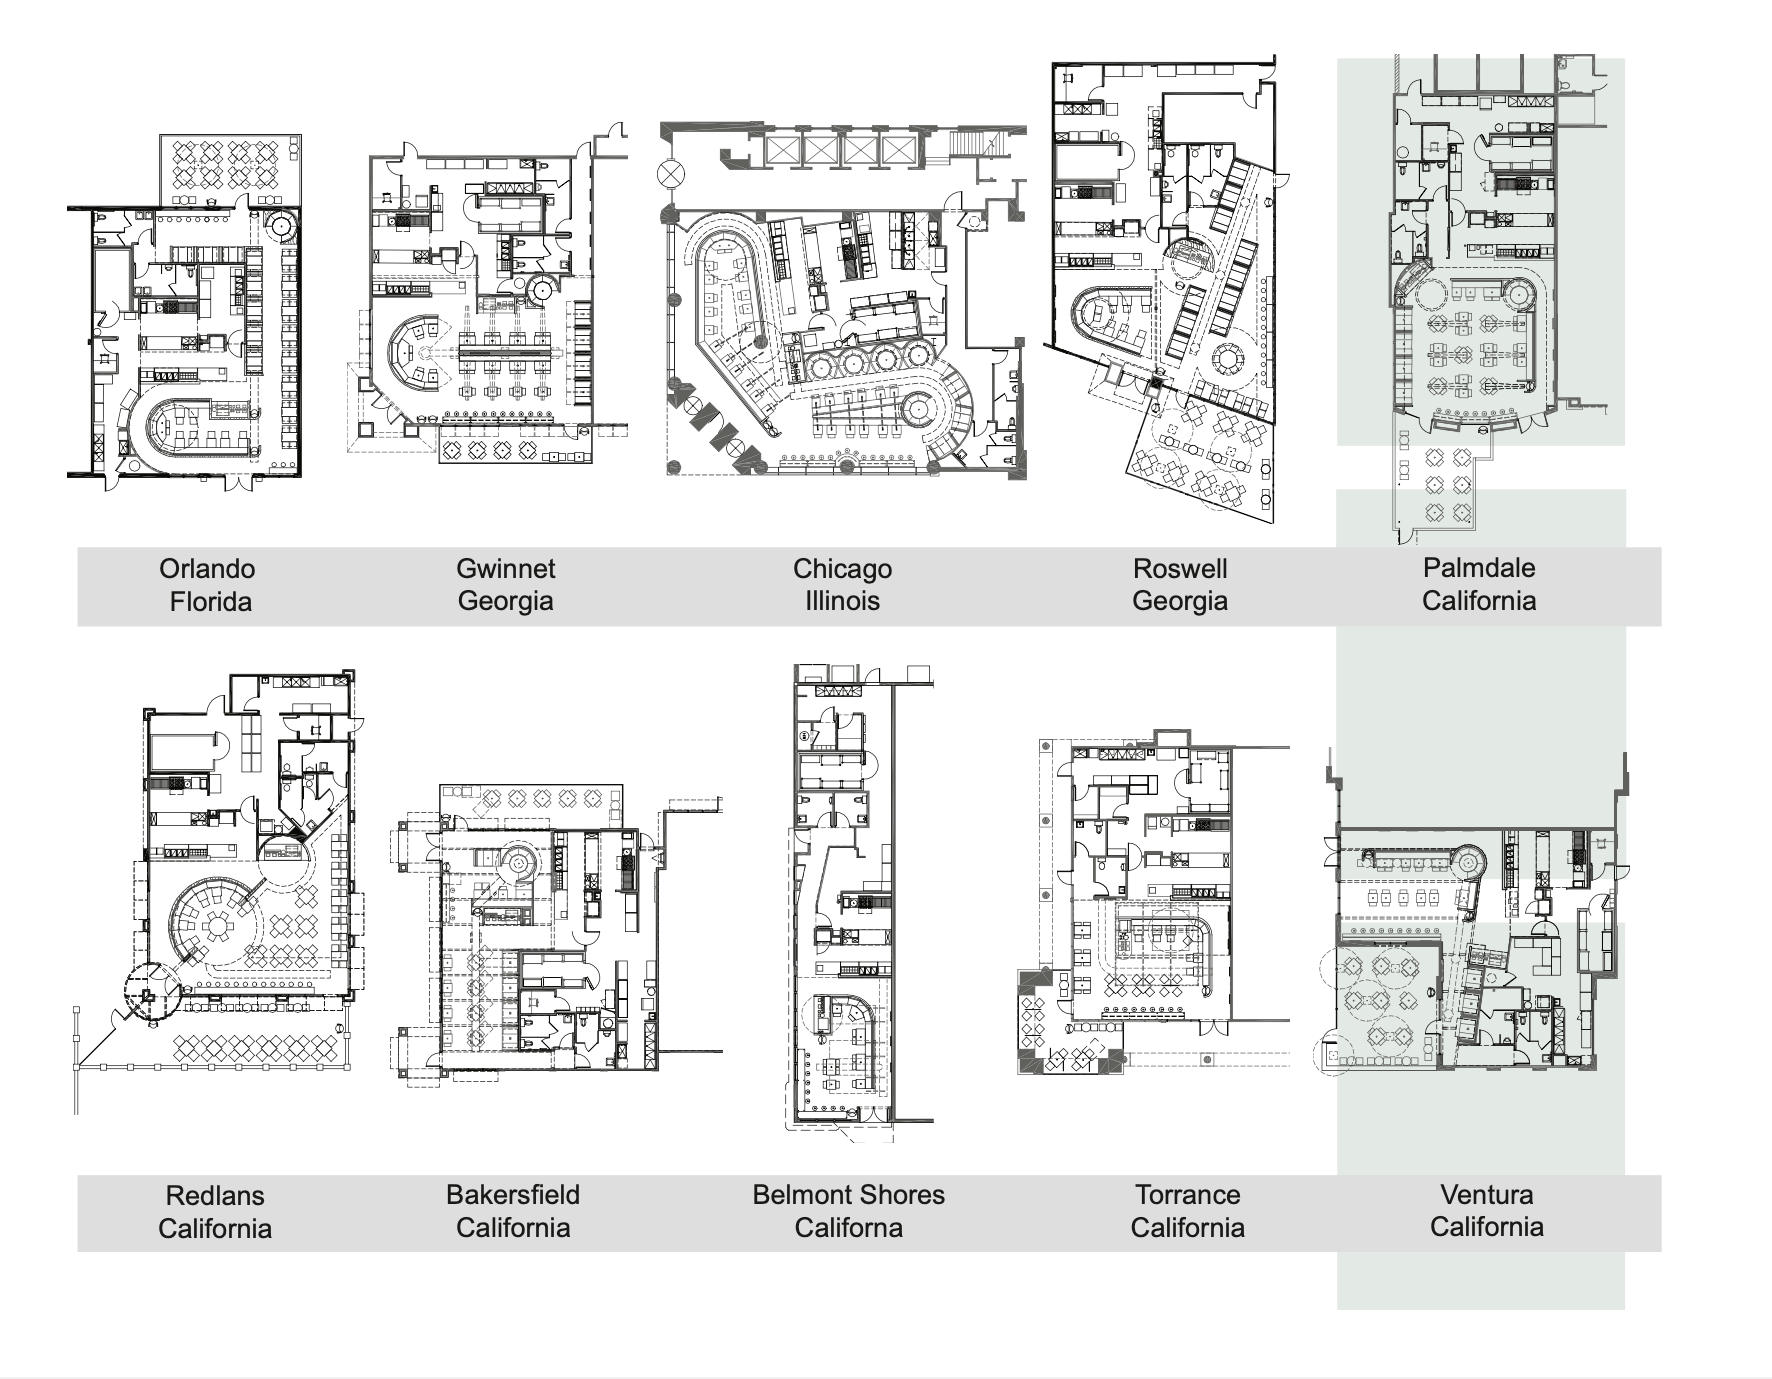 Orlando
Florida
Gwinnet
Georgia
Chicago
Illinois
Roswell
Georgia
Palmdale
California
Redlans
California
Bakersfield
California
Belmont Shores
Californa
Torrance
California
Ventura
California